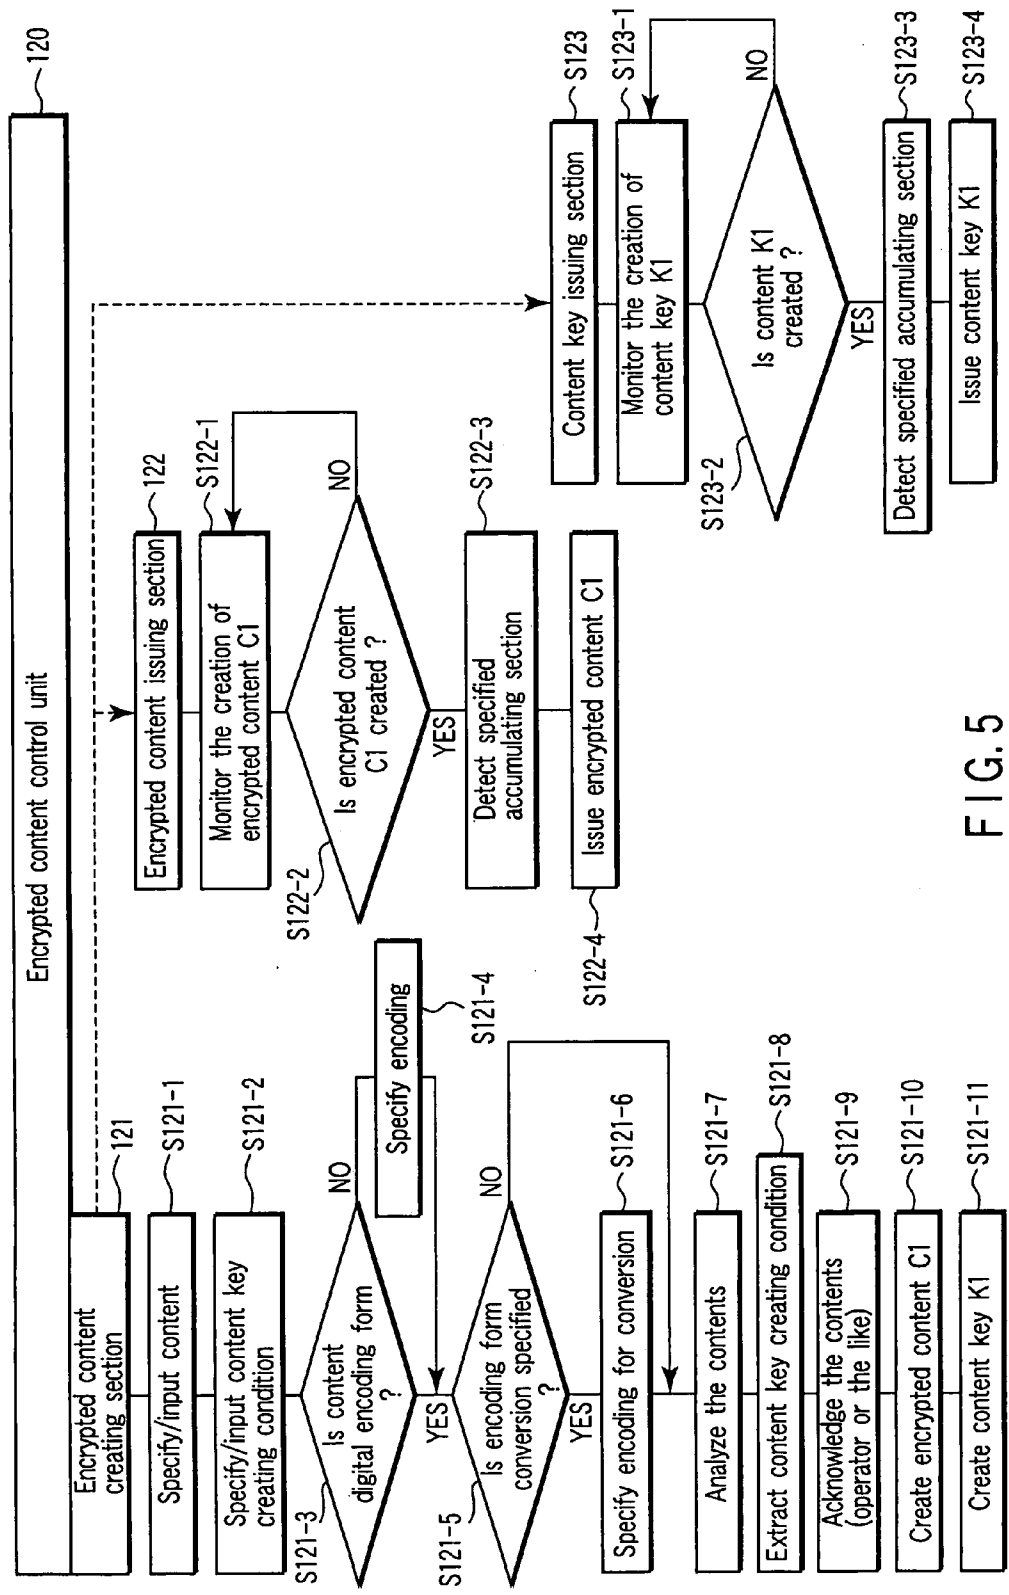 Encrypted content control unit
120
Encrypted content
creating section
121
Specify/input content
S121-1
Specify/input content key
creating condition
S121-2
Is content
digital encoding form
?
S121-3
NO
Specify encoding
S121-4
YES
Is encoding form
conversion specified
?
S121-5
NO
YES
Specify encoding for conversion
S121-6
Analyze the contents
S121-7
Extract content key creating condition
S121-8
Acknowledge the contents
(operator or the like)
S121-9
Create encrypted content C1
S121-10
Create content key K1
S121-11
Encrypted content issuing section
122
Monitor the creation of
encrypted content C1
S122-1
Is encrypted content
C1 created ?
S122-2
NO
YES
Detect specified
accumulating section
S122-3
Issue encrypted content C1
S122-4
Content key issuing section
S123
Monitor the creation of
content key K1
S123-1
Is content K1
created ?
S123-2
NO
YES
Detect specified accumulating section
S123-3
Issue content key K1
S123-4
FIG. 5